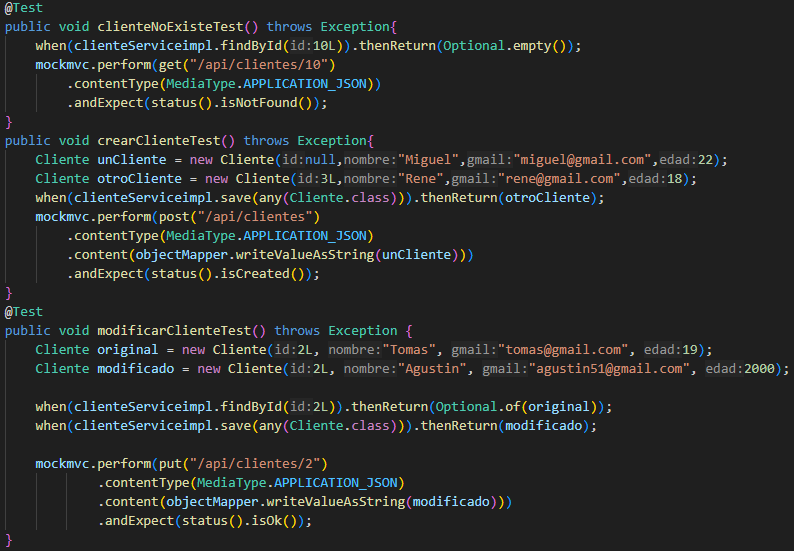 @Test
public void clienteNoExisteTest() throws Exception{
    when(clienteServiceimpl.findById(id:10L)).thenReturn(Optional.empty());
    mockmvc.perform(get("/api/clientes/10")
        .contentType(MediaType.APPLICATION_JSON))
        .andExpect(status().isNotFound());
}
public void crearClienteTest() throws Exception{
    Cliente unCliente = new Cliente(id:null,nombre:"Miguel",gmail:"miguel@gmail.com",edad:22);
    Cliente otroCliente = new Cliente(id:3L,nombre:"Rene",gmail:"rene@gmail.com",edad:18);
    when(clienteServiceimpl.save(any(Cliente.class))).thenReturn(otroCliente);
    mockmvc.perform(post("/api/clientes")
        .contentType(MediaType.APPLICATION_JSON)
        .content(objectMapper.writeValueAsString(unCliente)))
        .andExpect(status().isCreated());
}
@Test
public void modificarClienteTest() throws Exception {
    Cliente original = new Cliente(id:2L, nombre:"Tomas", gmail:"tomas@gmail.com", edad:19);
    Cliente modificado = new Cliente(id:2L, nombre:"Agustin", gmail:"agustin51@gmail.com", edad:2000);

    when(clienteServiceimpl.findById(id:2L)).thenReturn(Optional.of(original));
    when(clienteServiceimpl.save(any(Cliente.class))).thenReturn(modificado);

    mockmvc.perform(put("/api/clientes/2")
            .contentType(MediaType.APPLICATION_JSON)
            .content(objectMapper.writeValueAsString(modificado)))
            .andExpect(status().isOk());
}